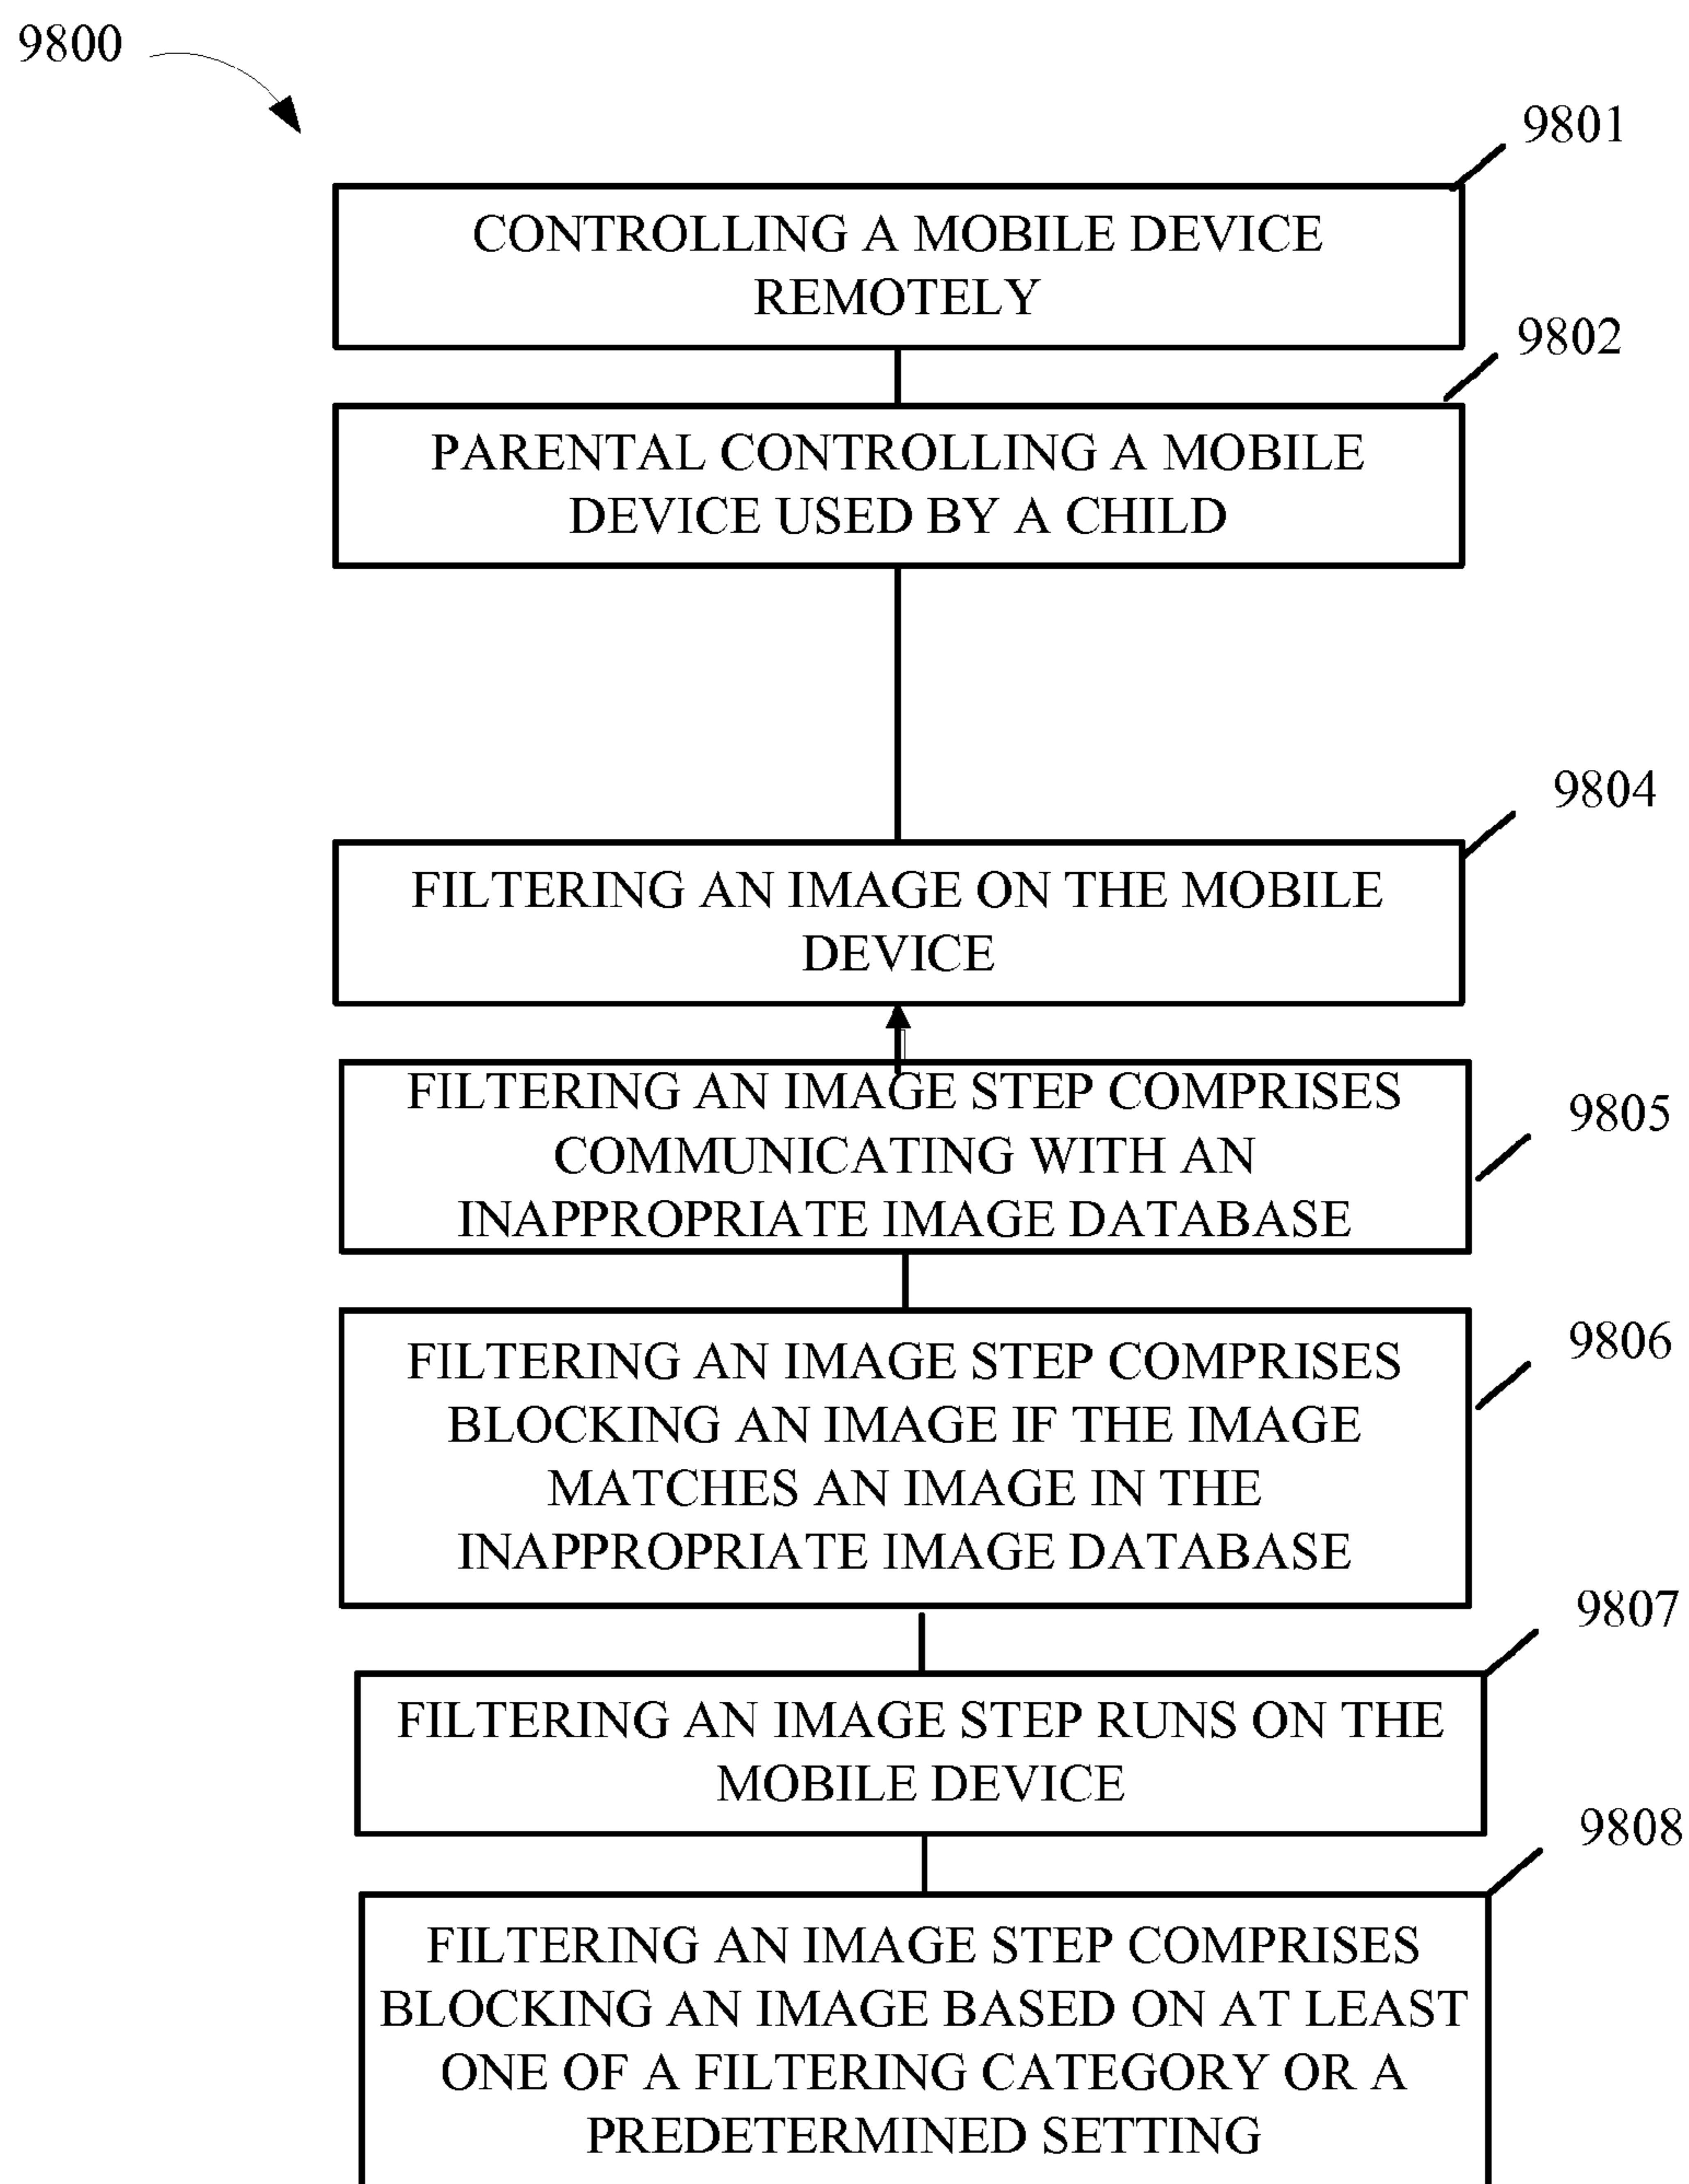 9800
9801
CONTROLLING A MOBILE DEVICE
REMOTELY
9802
PARENTAL CONTROLLING A MOBILE
DEVICE USED BY A CHILD
9804
FILTERING AN IMAGE ON THE MOBILE
DEVICE
FILTERING AN IMAGE STEP COMPRISES
COMMUNICATING WITH AN
INAPPROPRIATE IMAGE DATABASE
9805
FILTERING AN IMAGE STEP COMPRISES
BLOCKING AN IMAGE IF THE IMAGE
MATCHES AN IMAGE IN THE
INAPPROPRIATE IMAGE DATABASE
9806
9807
FILTERING AN IMAGE STEP RUNS ON THE
MOBILE DEVICE
9808
FILTERING AN IMAGE STEP COMPRISES
BLOCKING AN IMAGE BASED ON AT LEAST
ONE OF A FILTERING CATEGORY OR A
PREDETERMINED SETTING